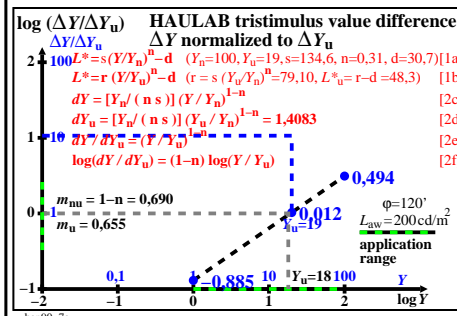 log (ΔY/ΔYu)
HAULAB tristimulus value difference
ΔY/ΔYu
ΔY normalized to ΔYu
2
100
L*=s(Y/Yn)^n−d (Yn=100, Yu=19, s=134,6, n=0,31, d=30,7) [1a
L*=r (Y/Yu)^n−d (r = s (Yu/Yn)^n=79,10, L*u=r−d =48,3) [1b
dY = [Yn/( n s )] (Y/Yn)^1−n [2c
dYu = [Yn/( n s )] (Yu / Yn)^1−n = 1,4083 [2d
1
10
dY / dYu = (Y / Yu)^1−n [2e
log(dY / dYu) = (1−n) log(Y / Yu) [2f
0,494
mnu = 1−n = 0,690
φ=120'
0
1
0,012
mu = 0,655
Yu=19
Law=200cd/m²
application
range
0,1
1
−0,885
10
Yu=18
100
Y
−1
−2
−1
0
1
2
log Y